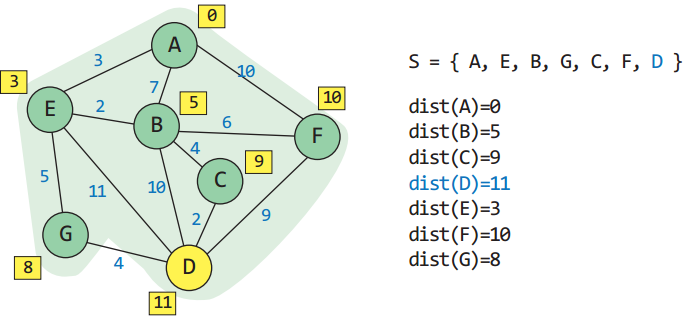 0
A
3
10
3
7
E
2
B
5
10
6
F
4
C
9
5
11
10
2
9
G
8
4
D
11
S = { A, E, B, G, C, F, D }
dist(A)=0
dist(B)=5
dist(C)=9
dist(D)=11
dist(E)=3
dist(F)=10
dist(G)=8